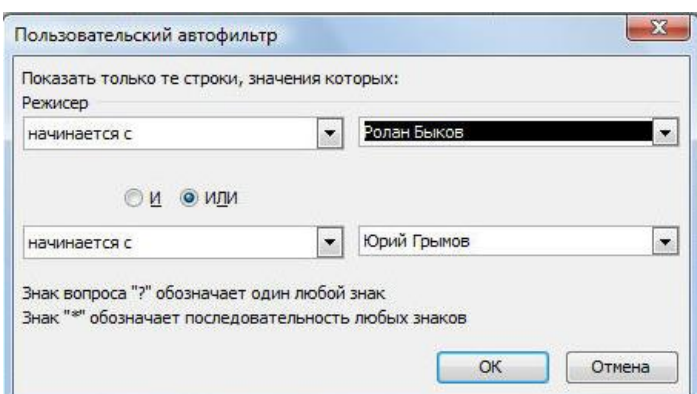 Пользовательский автофильтр
Показать только те строки, значения которых:
Режисер
начинается с Ролан Быков
И ИЛИ
начинается с Юрий Грымов
Знак вопроса "?" обозначает один любой знак
Знак "*" обозначает последовательность любых знаков
ОК Отмена